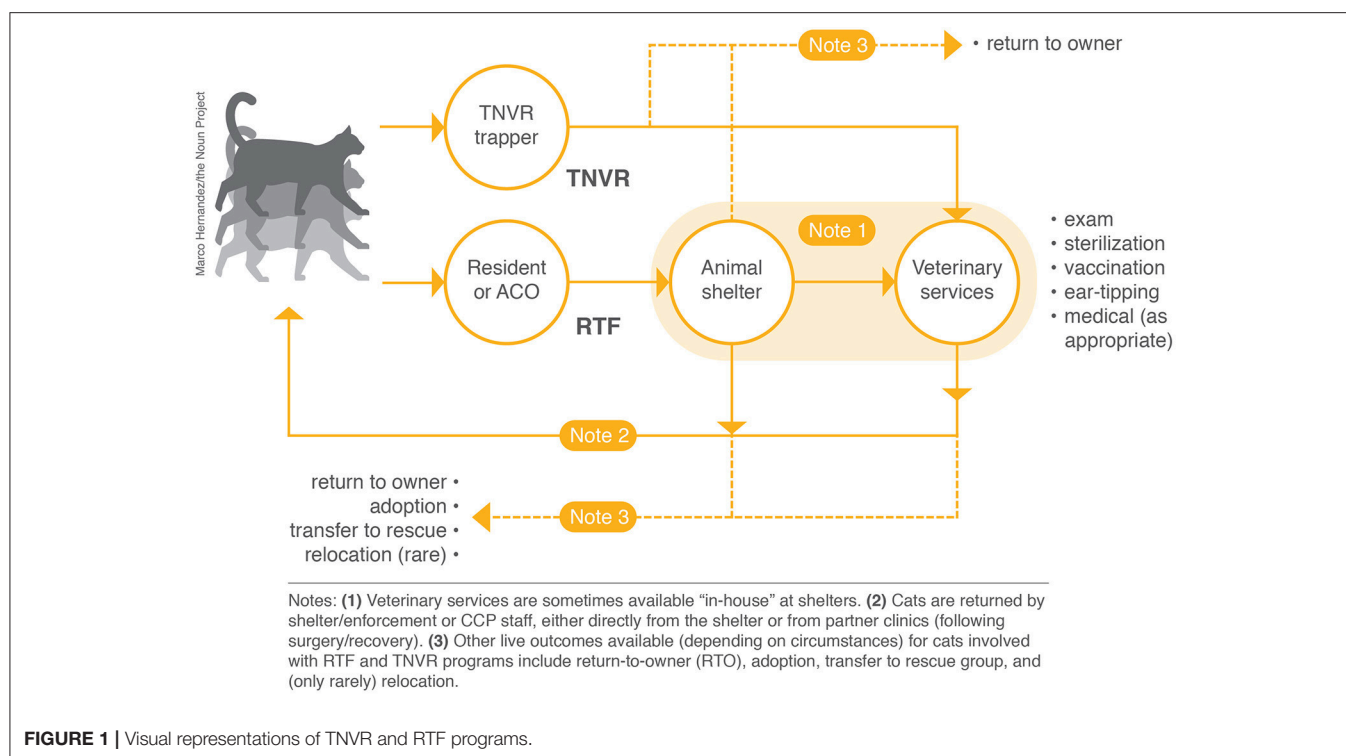 Note 3
• return to owner
Marco Hernandez/the Noun Project
TNVR
trapper
TNVR
Note 1
Resident
or ACO
RTF
Animal
shelter
Veterinary
services
• exam
• sterilization
• vaccination
• ear-tipping
• medical (as
appropriate)
Note 2
return to owner •
adoption •
transfer to rescue •
relocation (rare) •
Note 3
Notes: (1) Veterinary services are sometimes available “in-house” at shelters. (2) Cats are returned by
shelter/enforcement or CCP staff, either directly from the shelter or from partner clinics (following
surgery/recovery). (3) Other live outcomes available (depending on circumstances) for cats involved
with RTF and TNVR programs include return-to-owner (RTO), adoption, transfer to rescue group, and
(only rarely) relocation.
FIGURE 1 | Visual representations of TNVR and RTF programs.